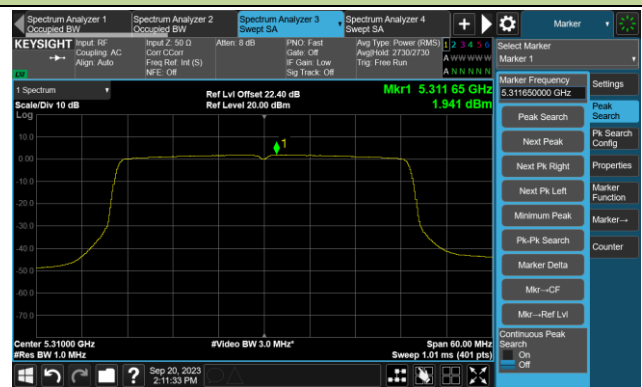 Spectrum Analyzer 1
Occupied BW
Spectrum Analyzer 2
Occupied BW
Spectrum Analyzer 3
Swept SA
Spectrum Analyzer 4
Swept SA
Marker
KEYSIGHT
Input: RF
Coupling: AC
Align: Auto
Input Z: 50 Ω
Corr CCorr
Freq Ref: Int (S)
NFE: Off
Atten: 8 dB
PNO: Fast
Gate: Off
IF Gain: Low
Sig Track: Off
Avg Type: Power (RMS)
Avg|Hold: 2730/2730
Trig: Free Run
1 2 3 4 5 6
A W W W W W
A N N N N N
LW
Select Marker
Marker 1
1 Spectrum
Scale/Div 10 dB
Ref Lvl Offset 22.40 dB
Ref Level 20.00 dBm
Mkr1 5.311 65 GHz
1.941 dBm
Log
10.0
0.00
-10.0
-20.0
-30.0
-40.0
-50.0
-60.0
-70.0
1
Center 5.31000 GHz
#Res BW 1.0 MHz
#Video BW 3.0 MHz*
Span 60.00 MHz
Sweep 1.01 ms (401 pts)
Marker Frequency
5.311650000 GHz
Peak Search
Next Peak
Next Pk Right
Next Pk Left
Minimum Peak
Pk-Pk Search
Marker Delta
Mkr→CF
Mkr→Ref Lvl
Continuous Peak
Search
On
Off
Settings
Peak
Search
Pk Search
Config
Properties
Marker
Function
Marker→
Counter
?
Sep 20, 2023
2:11:33 PM